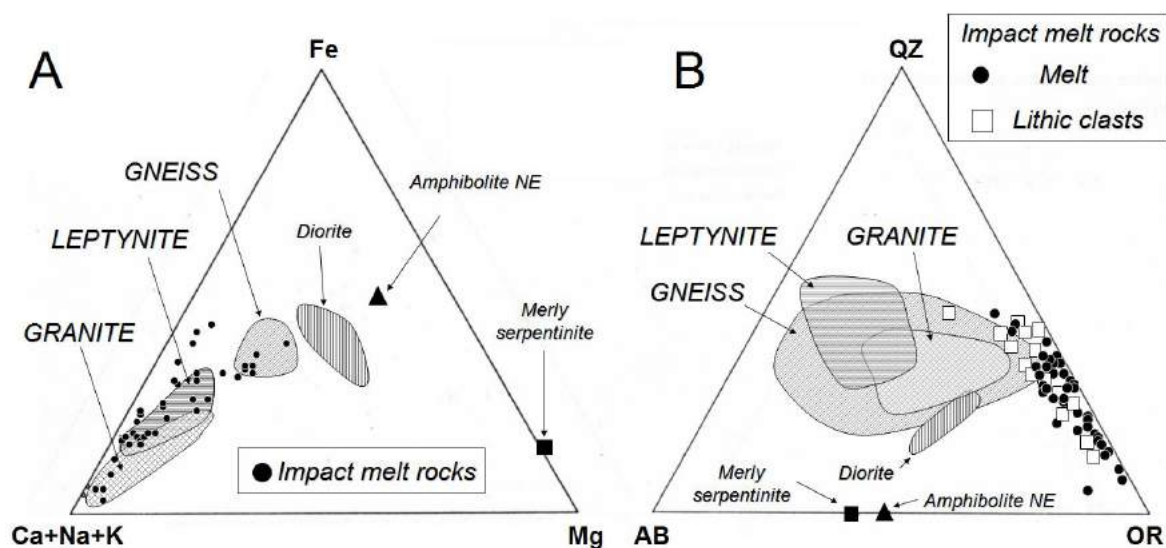 A
Fe
GNEISS
Amphibolite NE
LEPTYNITE
Diorite
GRANITE
Merly
serpentinite
Impact melt rocks
Ca+Na+K
Mg
B
QZ
Impact melt rocks
Melt
Lithic clasts
LEPTYNITE
GRANITE
GNEISS
Merly
serpentinite
Diorite
Amphibolite NE
AB
OR